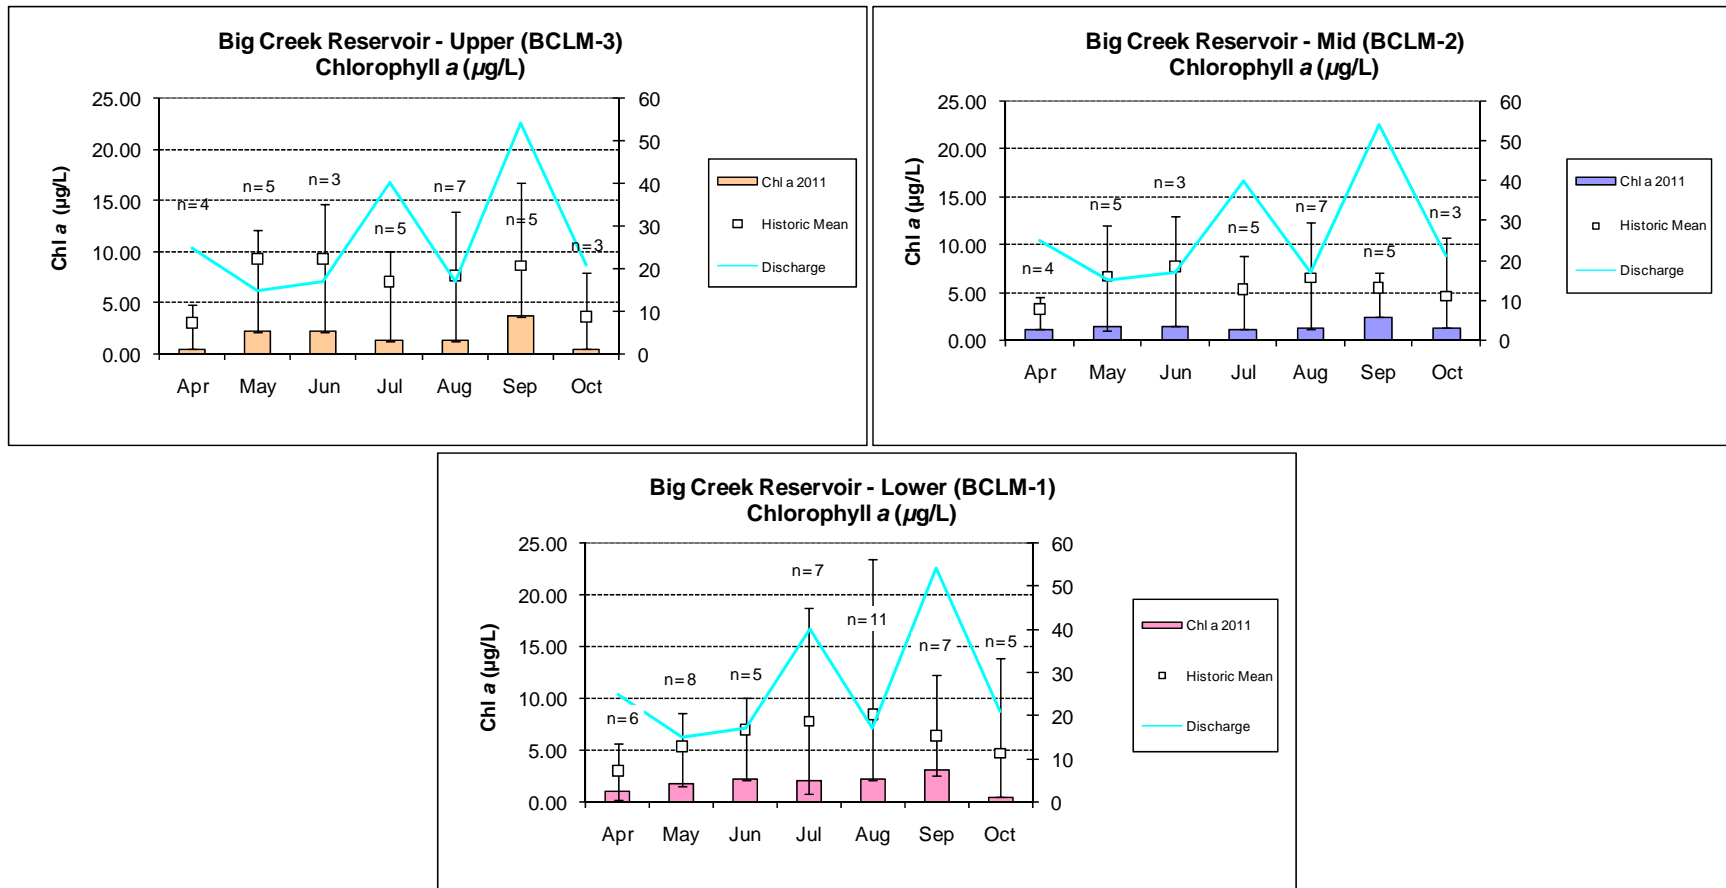 Big Creek Reservoir - Upper (BCLM-3)
Chlorophyll a (µg/L)
Chl a (µg/L)
25.00
20.00
15.00
10.00
5.00
0.00
60
50
40
30
20
10
0
n=4
n=5
n=3
n=5
n=7
n=5
n=3
Apr May Jun Jul Aug Sep Oct
Chl a 2011
Historic Mean
Discharge
Big Creek Reservoir - Mid (BCLM-2)
Chlorophyll a (µg/L)
Chl a (µg/L)
25.00
20.00
15.00
10.00
5.00
0.00
60
50
40
30
20
10
0
n=4
n=5
n=3
n=5
n=7
n=5
n=3
Apr May Jun Jul Aug Sep Oct
Chl a 2011
Historic Mean
Discharge
Big Creek Reservoir - Lower (BCLM-1)
Chlorophyll a (µg/L)
Chl a (µg/L)
25.00
20.00
15.00
10.00
5.00
0.00
60
50
40
30
20
10
0
n=6
n=8
n=5
n=7
n=11
n=7
n=5
Apr May Jun Jul Aug Sep Oct
Chl a 2011
Historic Mean
Discharge